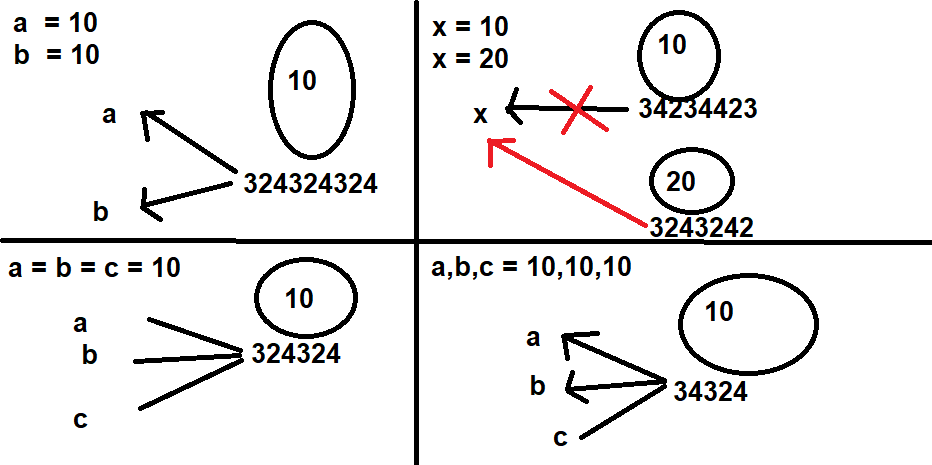 a = 10
b = 10
10
a
324324324
b
x = 10
x = 20
10
x
34234423
20
3243242
a = b = c = 10
10
a
b
324324
c
a,b,c = 10,10,10
10
a
b
34324
c